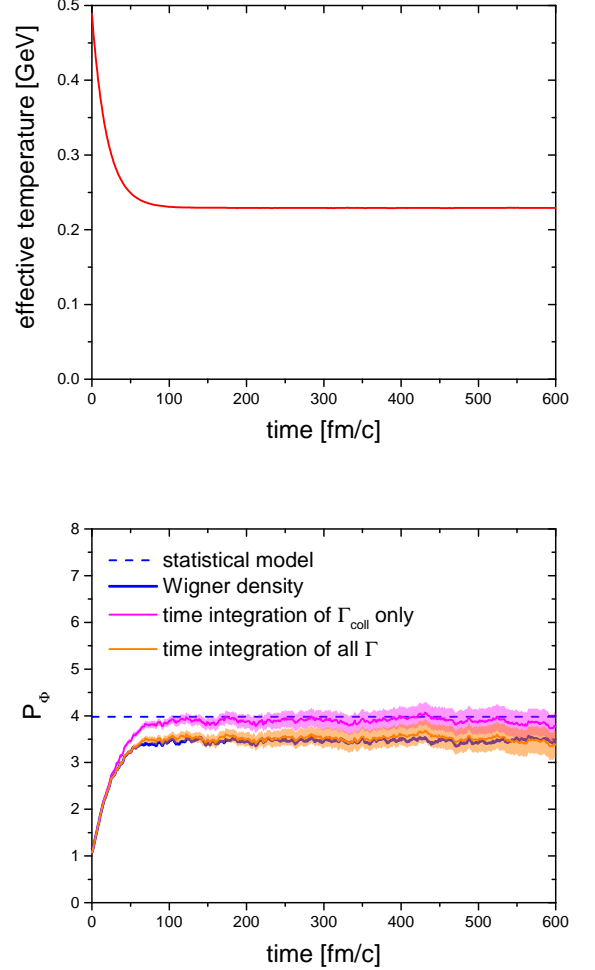 0.5
0.4
0.3
0.2
0.1
0.0
effective temperature [GeV]
0 100 200 300 400 500 600
time [fm/c]
8
7
6
5
4
3
2
1
0
P_Φ
statistical model
Wigner density
time integration of Γ_coll only
time integration of all Γ
0 100 200 300 400 500 600
time [fm/c]